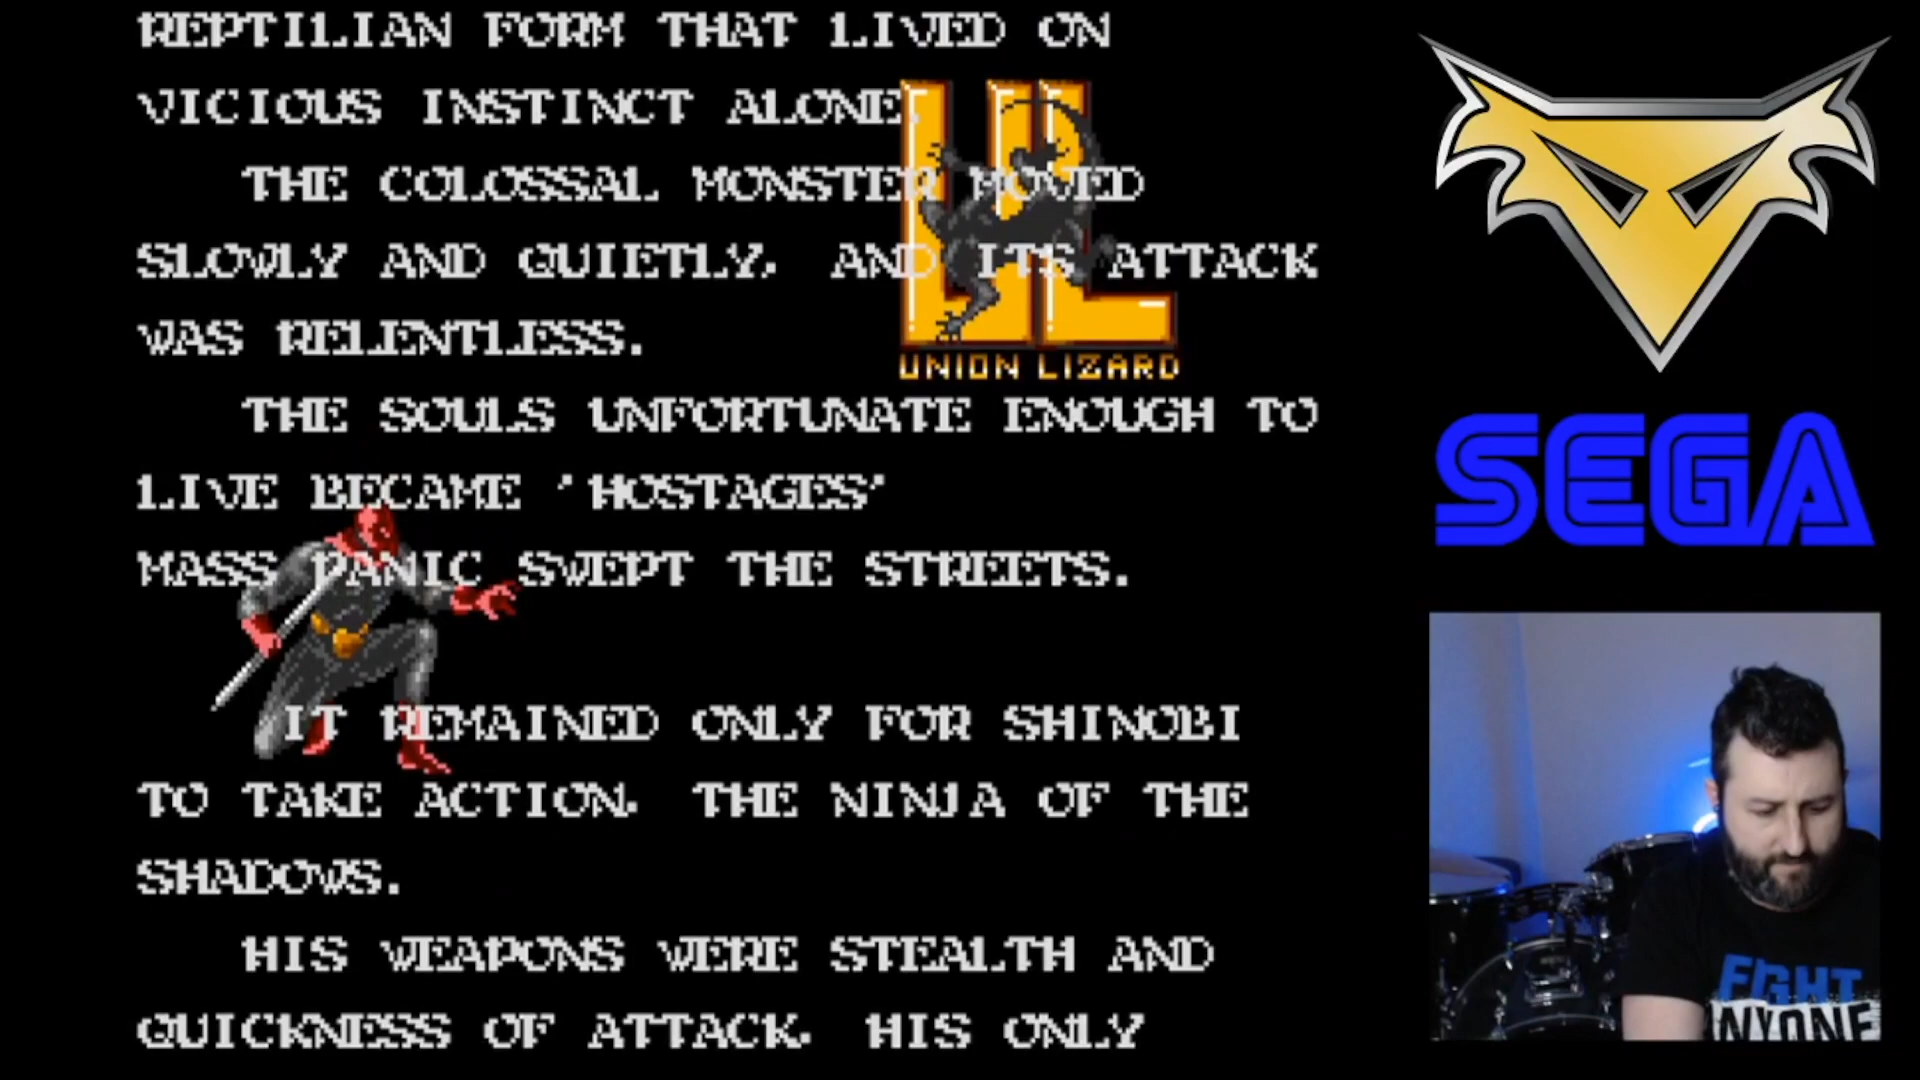 REPTILIAN FORM THAT LIVED ON
VICIOUS INSTINCT ALONE.
THE COLOSSAL MONSTER MOVED
SLOWLY AND QUIETLY, AND ITS ATTACK
WAS RELENTLESS.
THE SOULS UNFORTUNATE ENOUGH TO
LIVE BECAME 'HOSTAGES'
MASS PANIC SWEPT THE STREETS.
IT REMAINED ONLY FOR SHINOBI
TO TAKE ACTION. THE NINJA OF THE
SHADOWS.
HIS WEAPONS WERE STEALTH AND
QUICKNESS OF ATTACK. HIS ONLY
UL
UNION LIZARD
SEGA
FIGHT
ANYONE